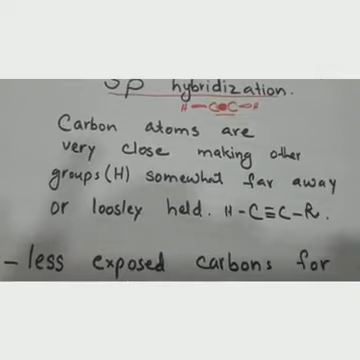 sp hybridization.
H—C≡C—H
Carbon atoms are
very close making other
groups (H) somewhat far away
or loosley held. H-C≡C-R.
- less exposed carbons for